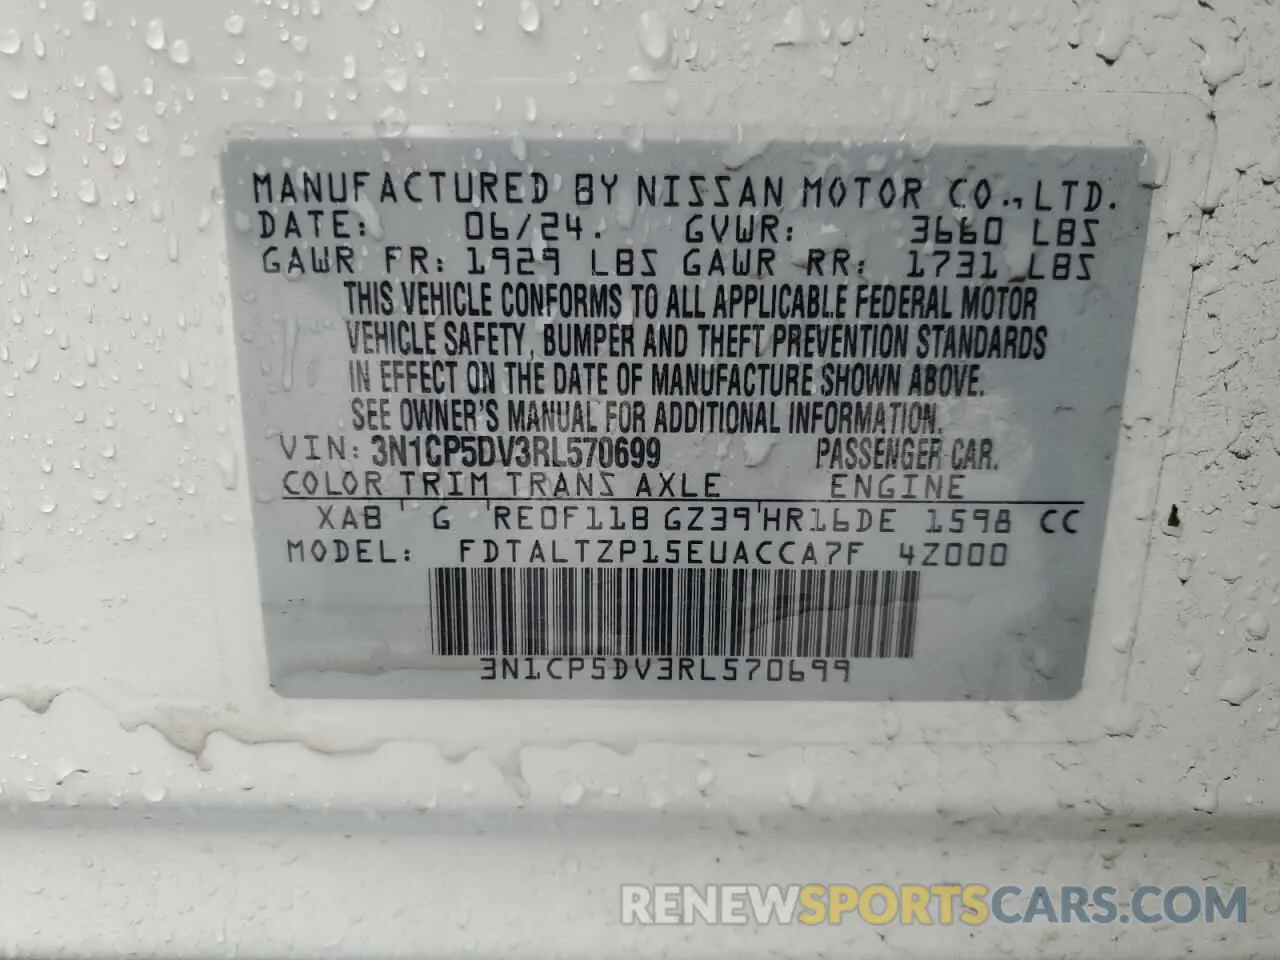 MANUFACTURED BY NISSAN MOTOR CO., LTD.
DATE: 06/24. GVWR: 3660 LBS
GAWR FR: 1929 LBS GAWR RR: 1731 LBS
THIS VEHICLE CONFORMS TO ALL APPLICABLE FEDERAL MOTOR
VEHICLE SAFETY, BUMPER AND THEFT PREVENTION STANDARDS
IN EFFECT ON THE DATE OF MANUFACTURE SHOWN ABOVE.
SEE OWNER'S MANUAL FOR ADDITIONAL INFORMATION.
VIN: 3N1CP5DV3RL570699 PASSENGER CAR.
COLOR TRIM TRANS AXLE ENGINE
XAB ' G 'RE0F11B GZ39'HR16DE 1598 CC
MODEL: FDTALTZP15EUACCA7F 4Z000
3N1CP5DV3RL570699
RENEWSPORTSCARS.COM